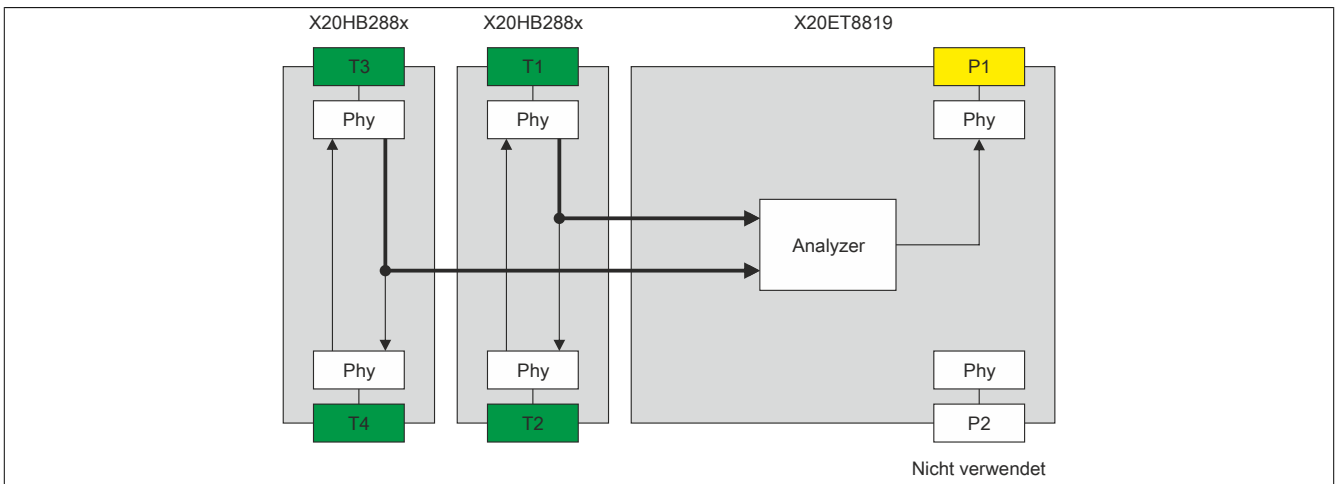 X20HB288x
X20HB288x
X20ET8819
T3
T1
P1
Phy
Phy
Phy
Analyzer
Phy
Phy
Phy
T4
T2
P2
Nicht verwendet